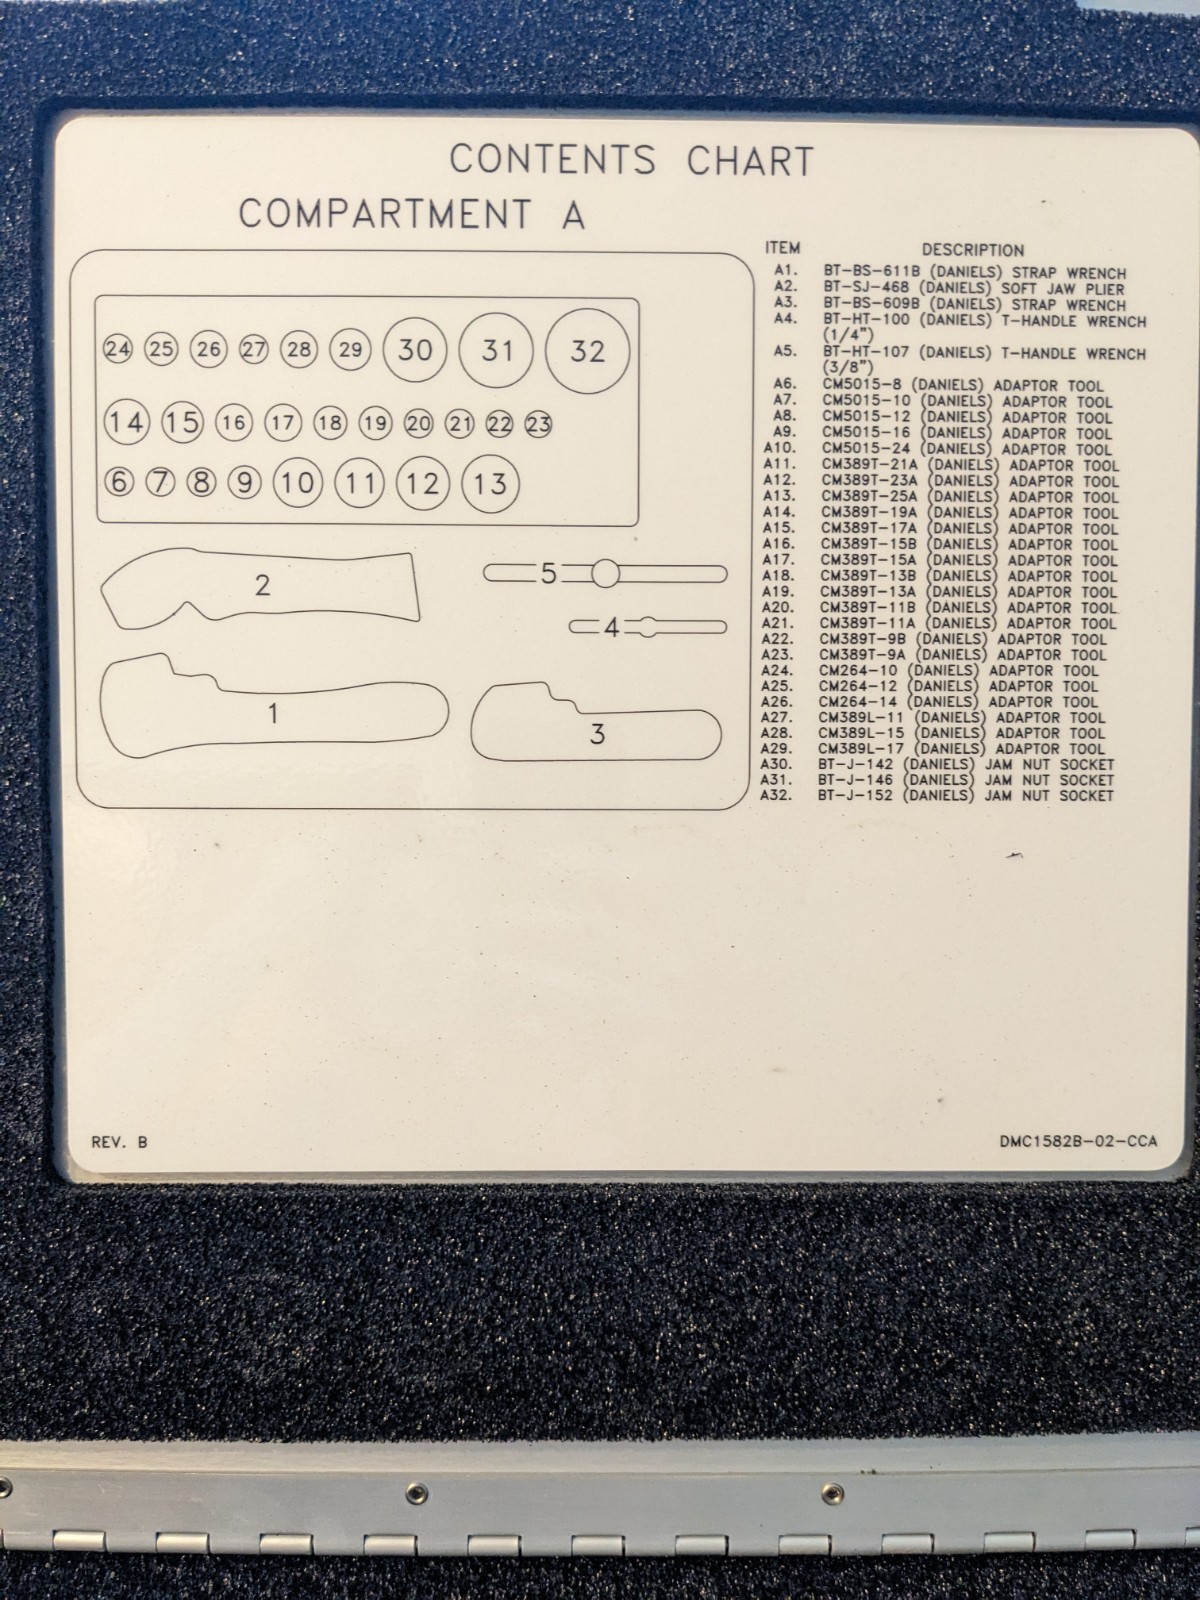 CONTENTS CHART
COMPARTMENT A
24 25 26 27 28 29 30 31 32
14 15 16 17 18 19 20 21 22 23
6 7 8 9 10 11 12 13
2
5
4
1
3
ITEM DESCRIPTION
A1. BT-BS-611B (DANIELS) STRAP WRENCH
A2. BT-SJ-468 (DANIELS) SOFT JAW PLIER
A3. BT-BS-609B (DANIELS) STRAP WRENCH
A4. BT-HT-100 (DANIELS) T-HANDLE WRENCH
(1/4")
A5. BT-HT-107 (DANIELS) T-HANDLE WRENCH
(3/8")
A6. CM5015-8 (DANIELS) ADAPTOR TOOL
A7. CM5015-10 (DANIELS) ADAPTOR TOOL
A8. CM5015-12 (DANIELS) ADAPTOR TOOL
A9. CM5015-16 (DANIELS) ADAPTOR TOOL
A10. CM5015-24 (DANIELS) ADAPTOR TOOL
A11. CM389T-21A (DANIELS) ADAPTOR TOOL
A12. CM389T-23A (DANIELS) ADAPTOR TOOL
A13. CM389T-25A (DANIELS) ADAPTOR TOOL
A14. CM389T-19A (DANIELS) ADAPTOR TOOL
A15. CM389T-17A (DANIELS) ADAPTOR TOOL
A16. CM389T-15B (DANIELS) ADAPTOR TOOL
A17. CM389T-15A (DANIELS) ADAPTOR TOOL
A18. CM389T-13B (DANIELS) ADAPTOR TOOL
A19. CM389T-13A (DANIELS) ADAPTOR TOOL
A20. CM389T-11B (DANIELS) ADAPTOR TOOL
A21. CM389T-11A (DANIELS) ADAPTOR TOOL
A22. CM389T-9B (DANIELS) ADAPTOR TOOL
A23. CM389T-9A (DANIELS) ADAPTOR TOOL
A24. CM264-10 (DANIELS) ADAPTOR TOOL
A25. CM264-12 (DANIELS) ADAPTOR TOOL
A26. CM264-14 (DANIELS) ADAPTOR TOOL
A27. CM389L-11 (DANIELS) ADAPTOR TOOL
A28. CM389L-15 (DANIELS) ADAPTOR TOOL
A29. CM389L-17 (DANIELS) ADAPTOR TOOL
A30. BT-J-142 (DANIELS) JAM NUT SOCKET
A31. BT-J-146 (DANIELS) JAM NUT SOCKET
A32. BT-J-152 (DANIELS) JAM NUT SOCKET
REV. B
DMC1582B-02-CCA